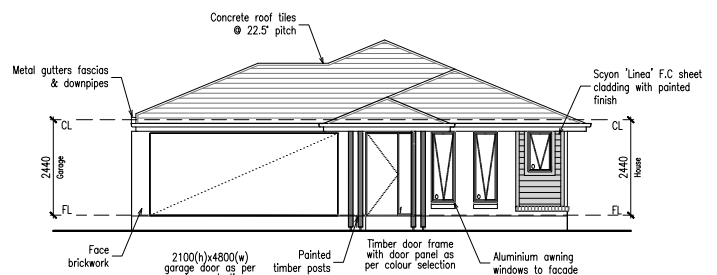 Concrete roof tiles
@ 22.5° pitch
Metal gutters fascias
& downpipes
Scyon 'Linea' F.C sheet
cladding with painted
finish
CL
CL
2440
Garage
2440
House
FL
FL
Face
brickwork
2100(h)x4800(w)
garage door as per
Painted
timber posts
Timber door frame
with door panel as
per colour selection
Aluminium awning
windows to facade